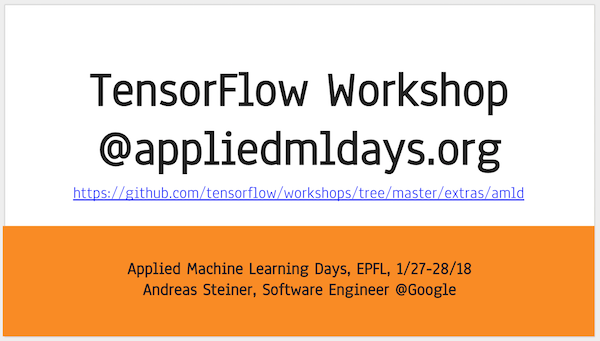 TensorFlow Workshop
@appliedmldays.org
https://github.com/tensorflow/workshops/tree/master/extras/amld
Applied Machine Learning Days, EPFL, 1/27-28/18
Andreas Steiner, Software Engineer @Google